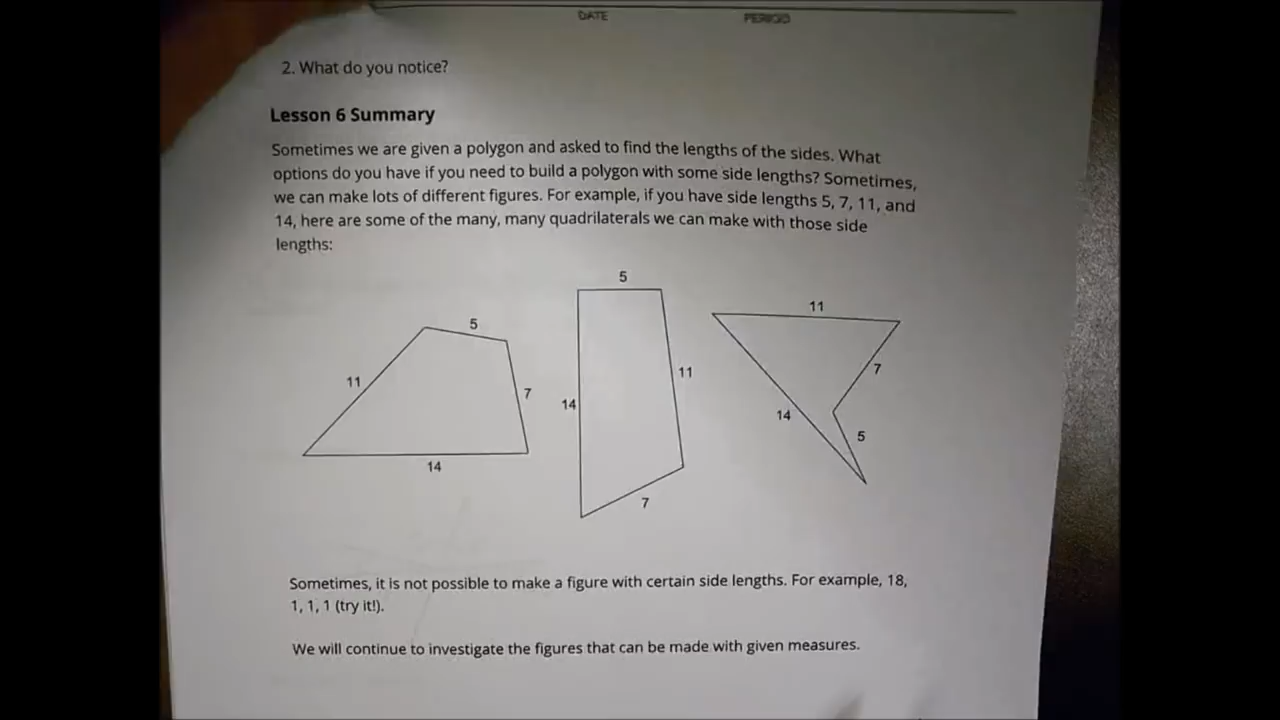 DATE PERIOD
2. What do you notice?
Lesson 6 Summary
Sometimes we are given a polygon and asked to find the lengths of the sides. What
options do you have if you need to build a polygon with some side lengths? Sometimes,
we can make lots of different figures. For example, if you have side lengths 5, 7, 11, and
14, here are some of the many, many quadrilaterals we can make with those side
lengths:
5
11
7
14
5
14
11
7
11
7
14
5
Sometimes, it is not possible to make a figure with certain side lengths. For example, 18,
1, 1, 1 (try it!).
We will continue to investigate the figures that can be made with given measures.